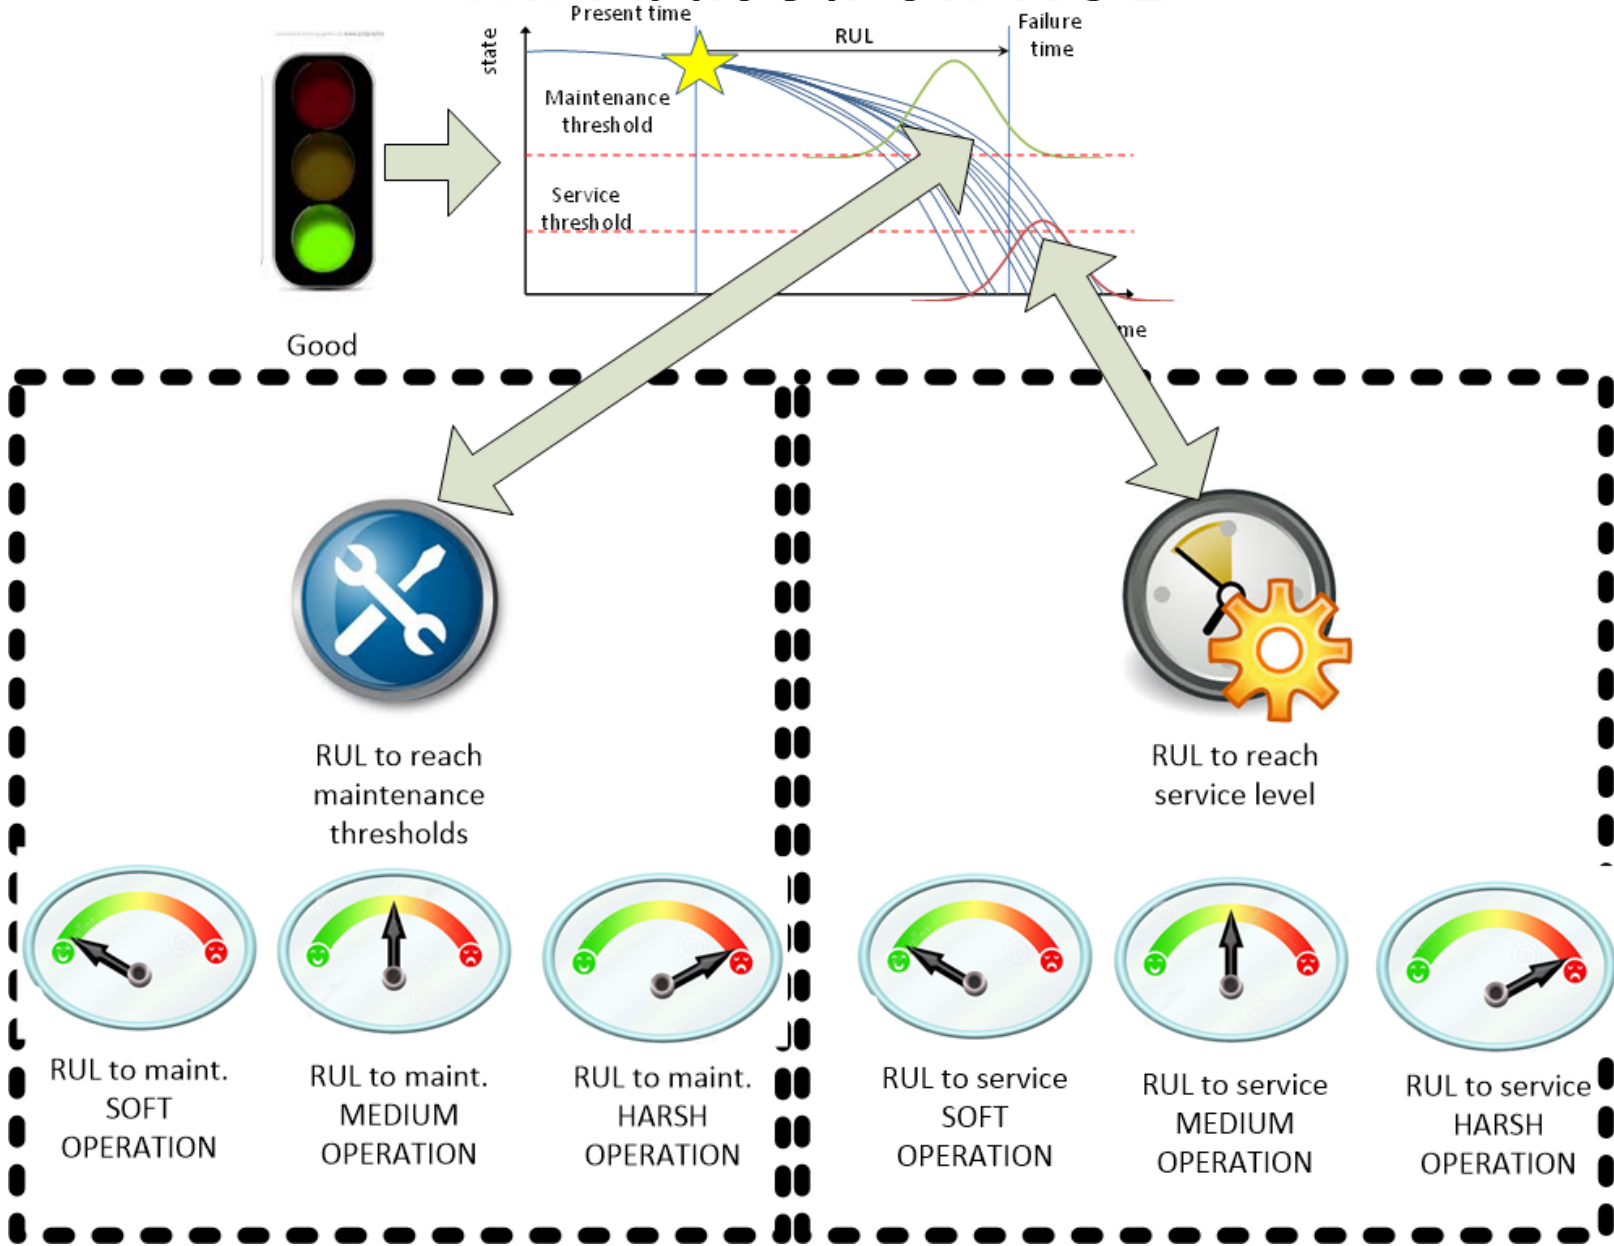 Present time
Failure
time
RUL
state
Maintenance
threshold
Service
threshold
me
Good
RUL to reach
maintenance
thresholds
RUL to reach
service level
RUL to maint.
SOFT
OPERATION
RUL to maint.
MEDIUM
OPERATION
RUL to maint.
HARSH
OPERATION
RUL to service
SOFT
OPERATION
RUL to service
MEDIUM
OPERATION
RUL to service
HARSH
OPERATION